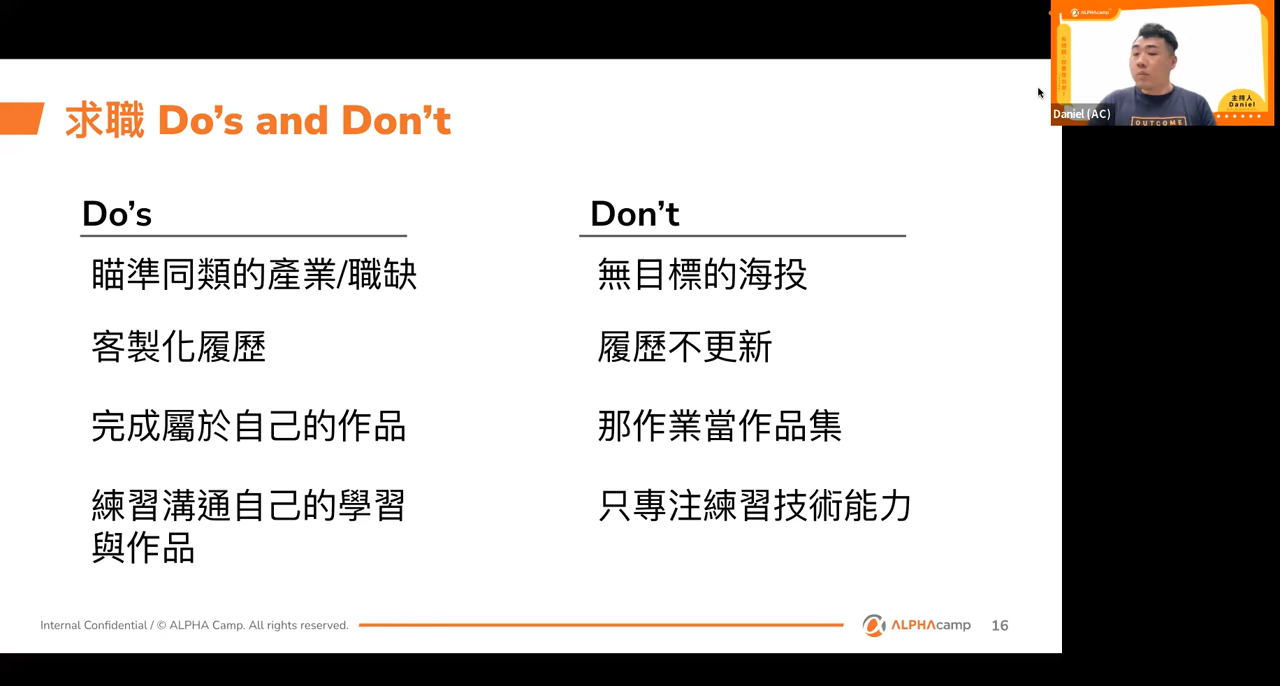 求職 Do's and Don't
Do's
瞄準同類的產業/職缺
客製化履歷
完成屬於自己的作品
練習溝通自己的學習
與作品
Don't
無目標的海投
履歷不更新
那作業當作品集
只專注練習技術能力
Internal Confidential / © ALPHA Camp. All rights reserved.
ALPHAcamp
16
ALPHAcamp
主持人
Daniel
OUTCOME
Daniel (AC)